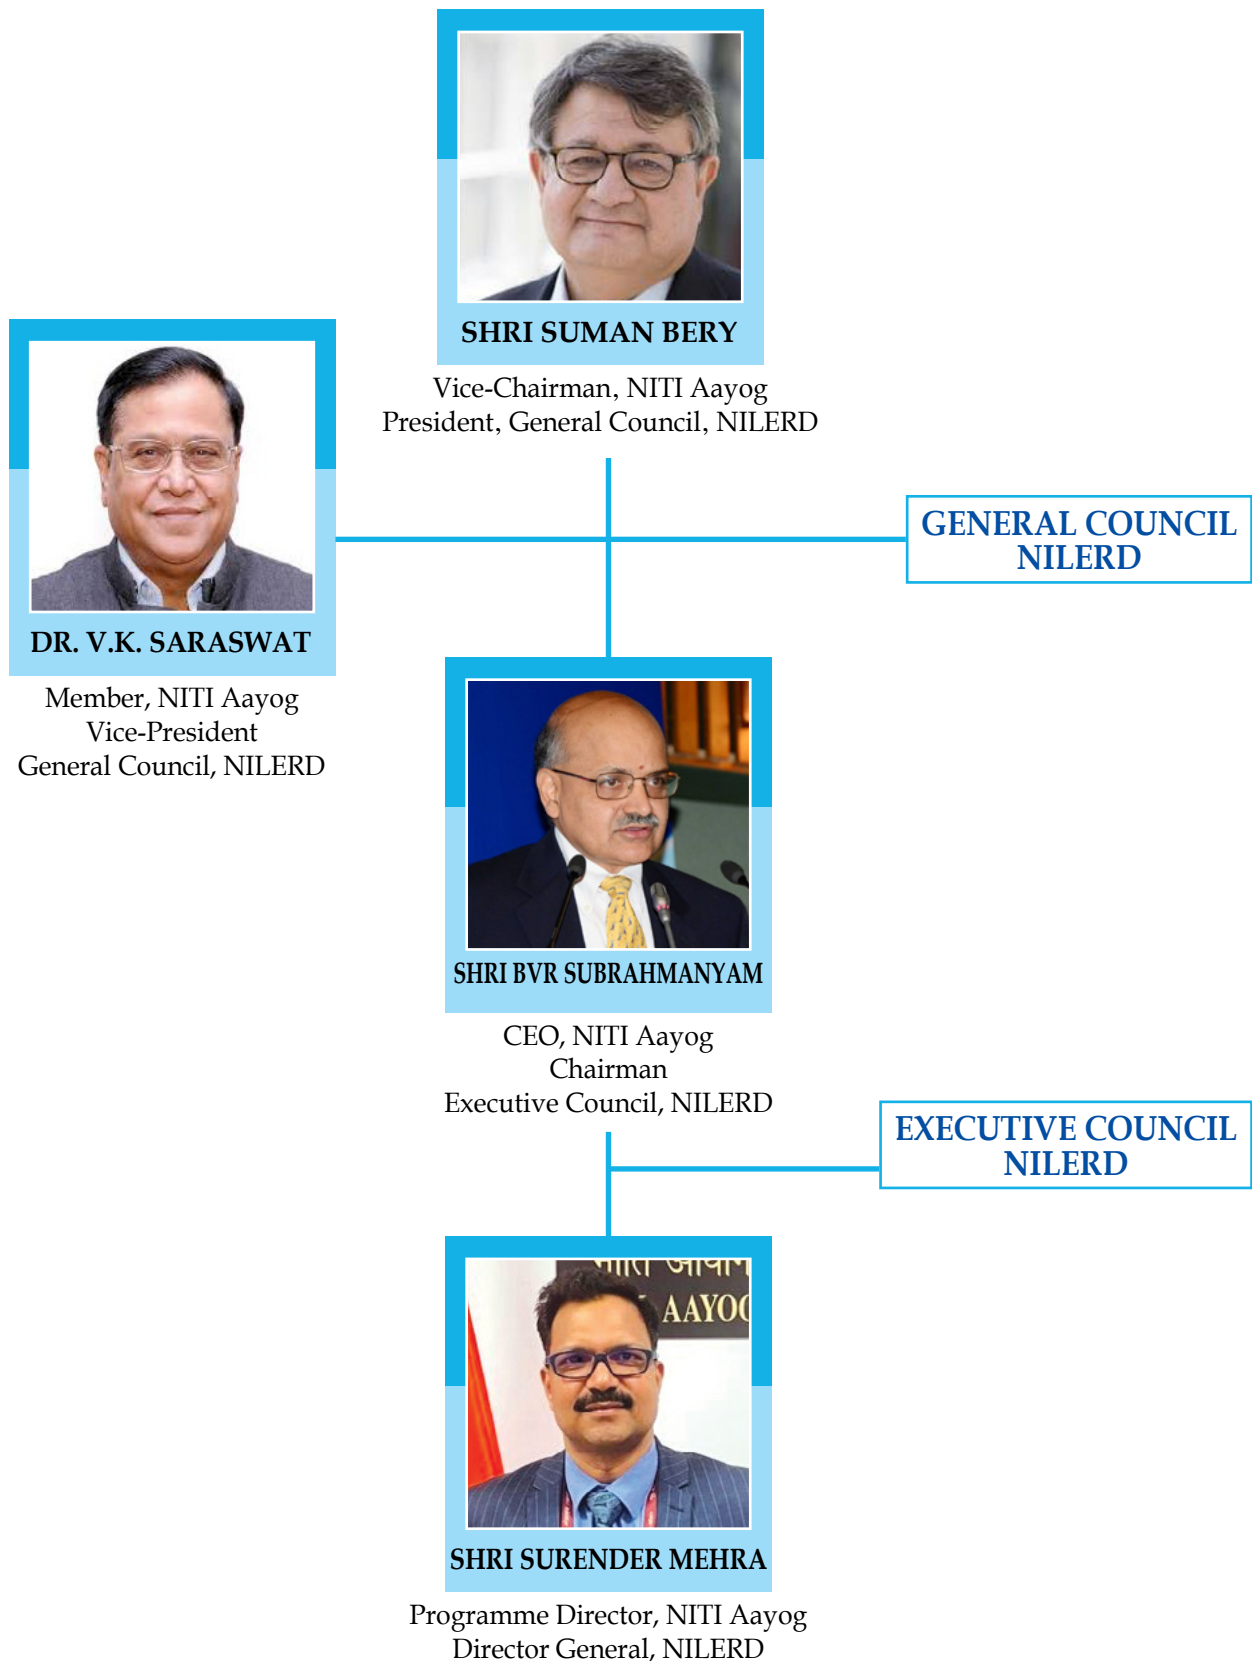 SHRI SUMAN BERY
Vice-Chairman, NITI Aayog
President, General Council, NILERD
DR. V.K. SARASWAT
Member, NITI Aayog
Vice-President
General Council, NILERD
GENERAL COUNCIL
NILERD
SHRI BVR SUBRAHMANYAM
CEO, NITI Aayog
Chairman
Executive Council, NILERD
EXECUTIVE COUNCIL
NILERD
AAYOG
SHRI SURENDER MEHRA
Programme Director, NITI Aayog
Director General, NILERD